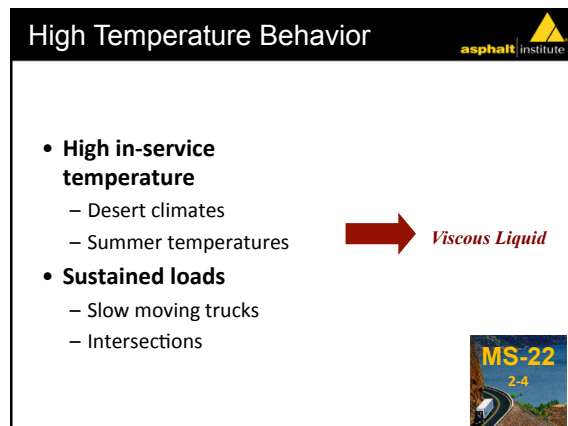 High Temperature Behavior
asphalt institute
• High in-service
temperature
– Desert climates
– Summer temperatures
Viscous Liquid
• Sustained loads
– Slow moving trucks
– Intersections
MS-22
2-4